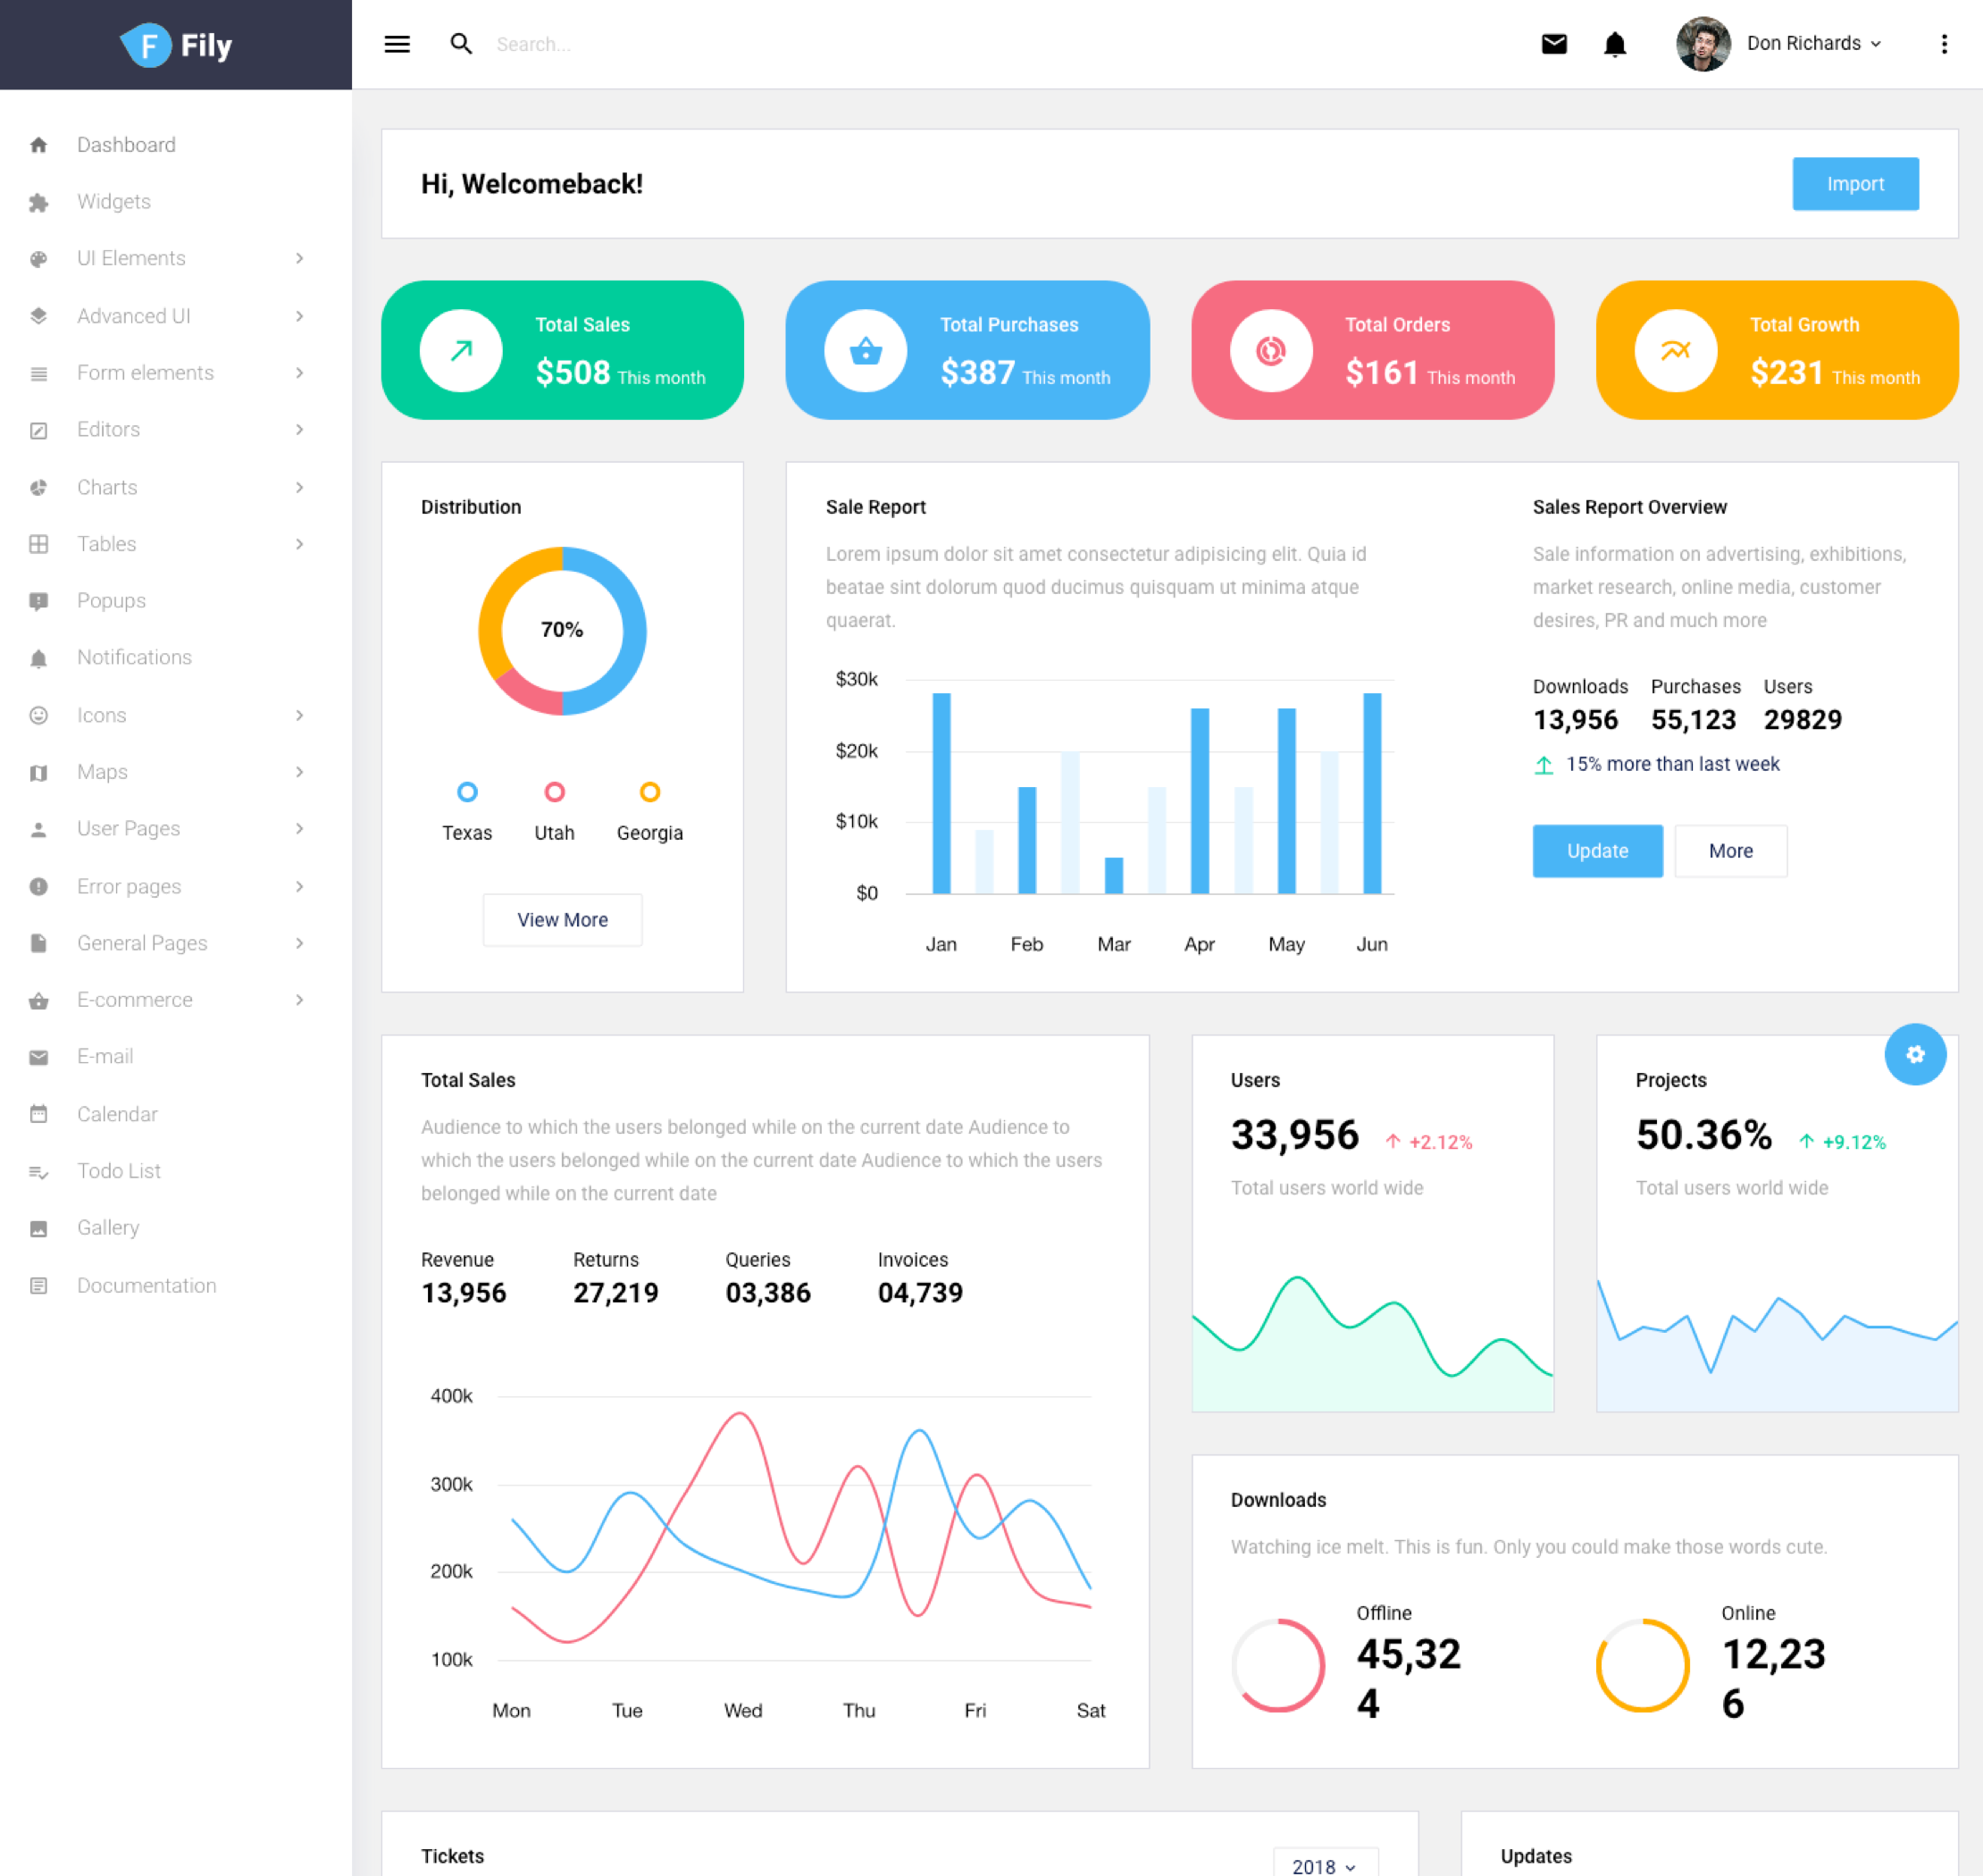 F Fily
Search...
Don Richards
Dashboard
Widgets
UI Elements
Advanced UI
Form elements
Editors
Charts
Tables
Popups
Notifications
Icons
Maps
User Pages
Error pages
General Pages
E-commerce
E-mail
Calendar
Todo List
Gallery
Documentation
Hi, Welcomeback!
Import
Total Sales
$508 This month
Total Purchases
$387 This month
Total Orders
$161 This month
Total Growth
$231 This month
Distribution
70%
Texas Utah Georgia
View More
Sale Report
Lorem ipsum dolor sit amet consectetur adipisicing elit. Quia id
beatae sint dolorum quod ducimus quisquam ut minima atque
quaerat.
$30k
$20k
$10k
$0
Jan Feb Mar Apr May Jun
Sales Report Overview
Sale information on advertising, exhibitions,
market research, online media, customer
desires, PR and much more
Downloads Purchases Users
13,956 55,123 29829
15% more than last week
Update More
Total Sales
Audience to which the users belonged while on the current date Audience to
which the users belonged while on the current date Audience to which the users
belonged while on the current date
Revenue Returns Queries Invoices
13,956 27,219 03,386 04,739
400k
300k
200k
100k
Mon Tue Wed Thu Fri Sat
Users
33,956 +2.12%
Total users world wide
Projects
50.36% +9.12%
Total users world wide
Downloads
Watching ice melt. This is fun. Only you could make those words cute.
Offline
45,32
4
Online
12,23
6
Tickets
2018
Updates